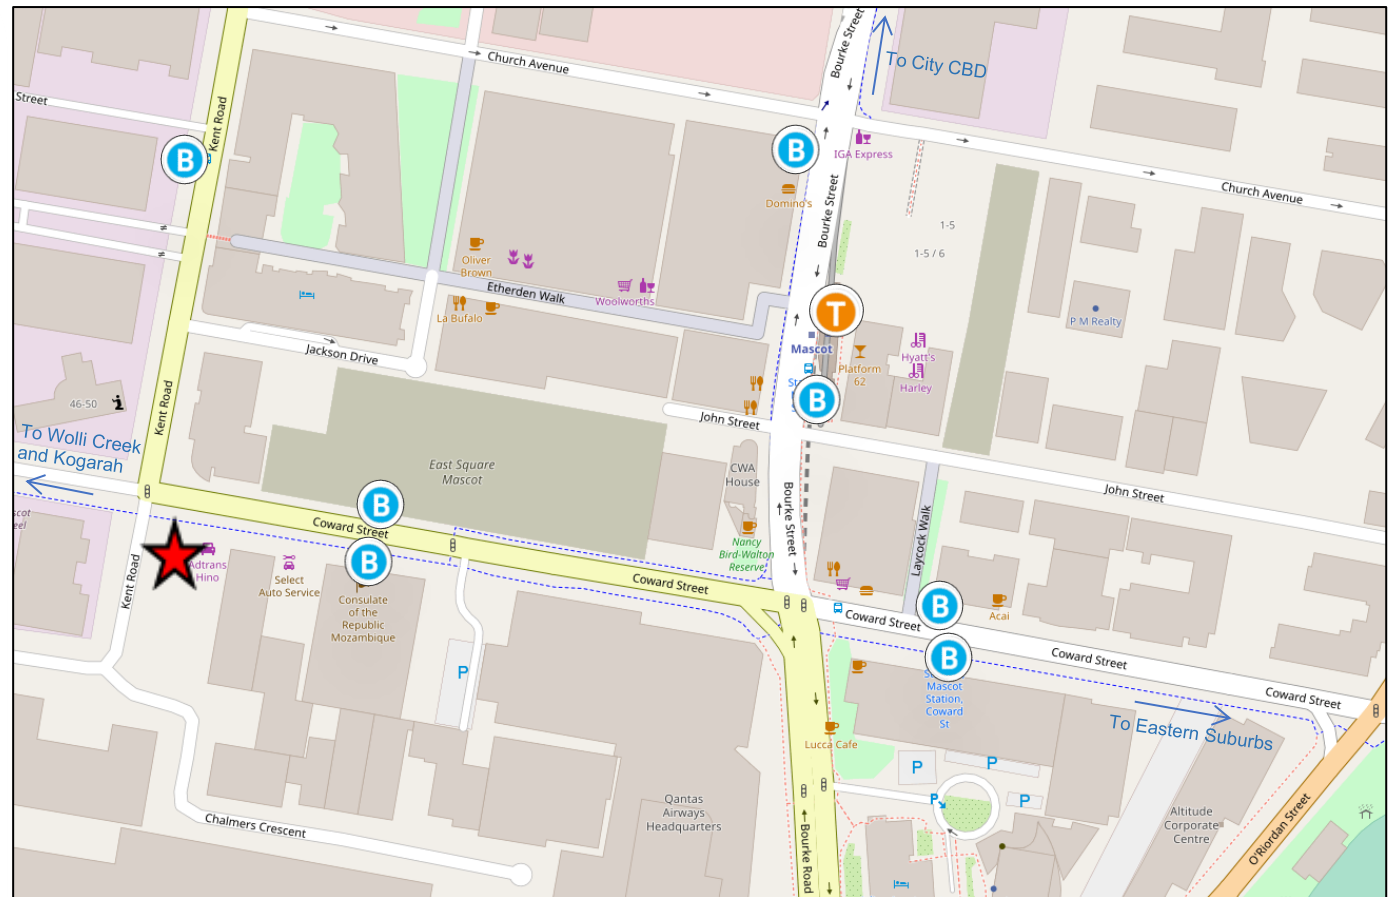 Bourke Street
To City CBD
Church Avenue
Street
Kent Road
B
B
IGA Express
Domino's
Church Avenue
Bourke Street
1-5
1-5 / 6
Oliver
Brown
Woolworths
Etherden Walk
La Bufalo
T
P M Realty
Mascot
Hyatt's
Platform
62
Harley
Jackson Drive
46-50
Kent Road
B
John Street
To Wolli Creek
and Kogarah
East Square
Mascot
CWA
House
John Street
Bourke Street
B
Coward Street
Laycock Walk
Nancy
Bird-Walton
Reserve
Adtrans
Hino
B
Select
Auto Service
Kent Road
Coward Street
Consulate
of the
Republic
Mozambique
B
Acai
Coward Street
B
Coward Street
Mascot
Station,
Coward
St
P
Coward Street
To Eastern Suburbs
Lucca Cafe
P
P
P
P
Qantas
Airways
Headquarters
Altitude
Corporate
Centre
Chalmers Crescent
O'Riordan Street
Bourke Road